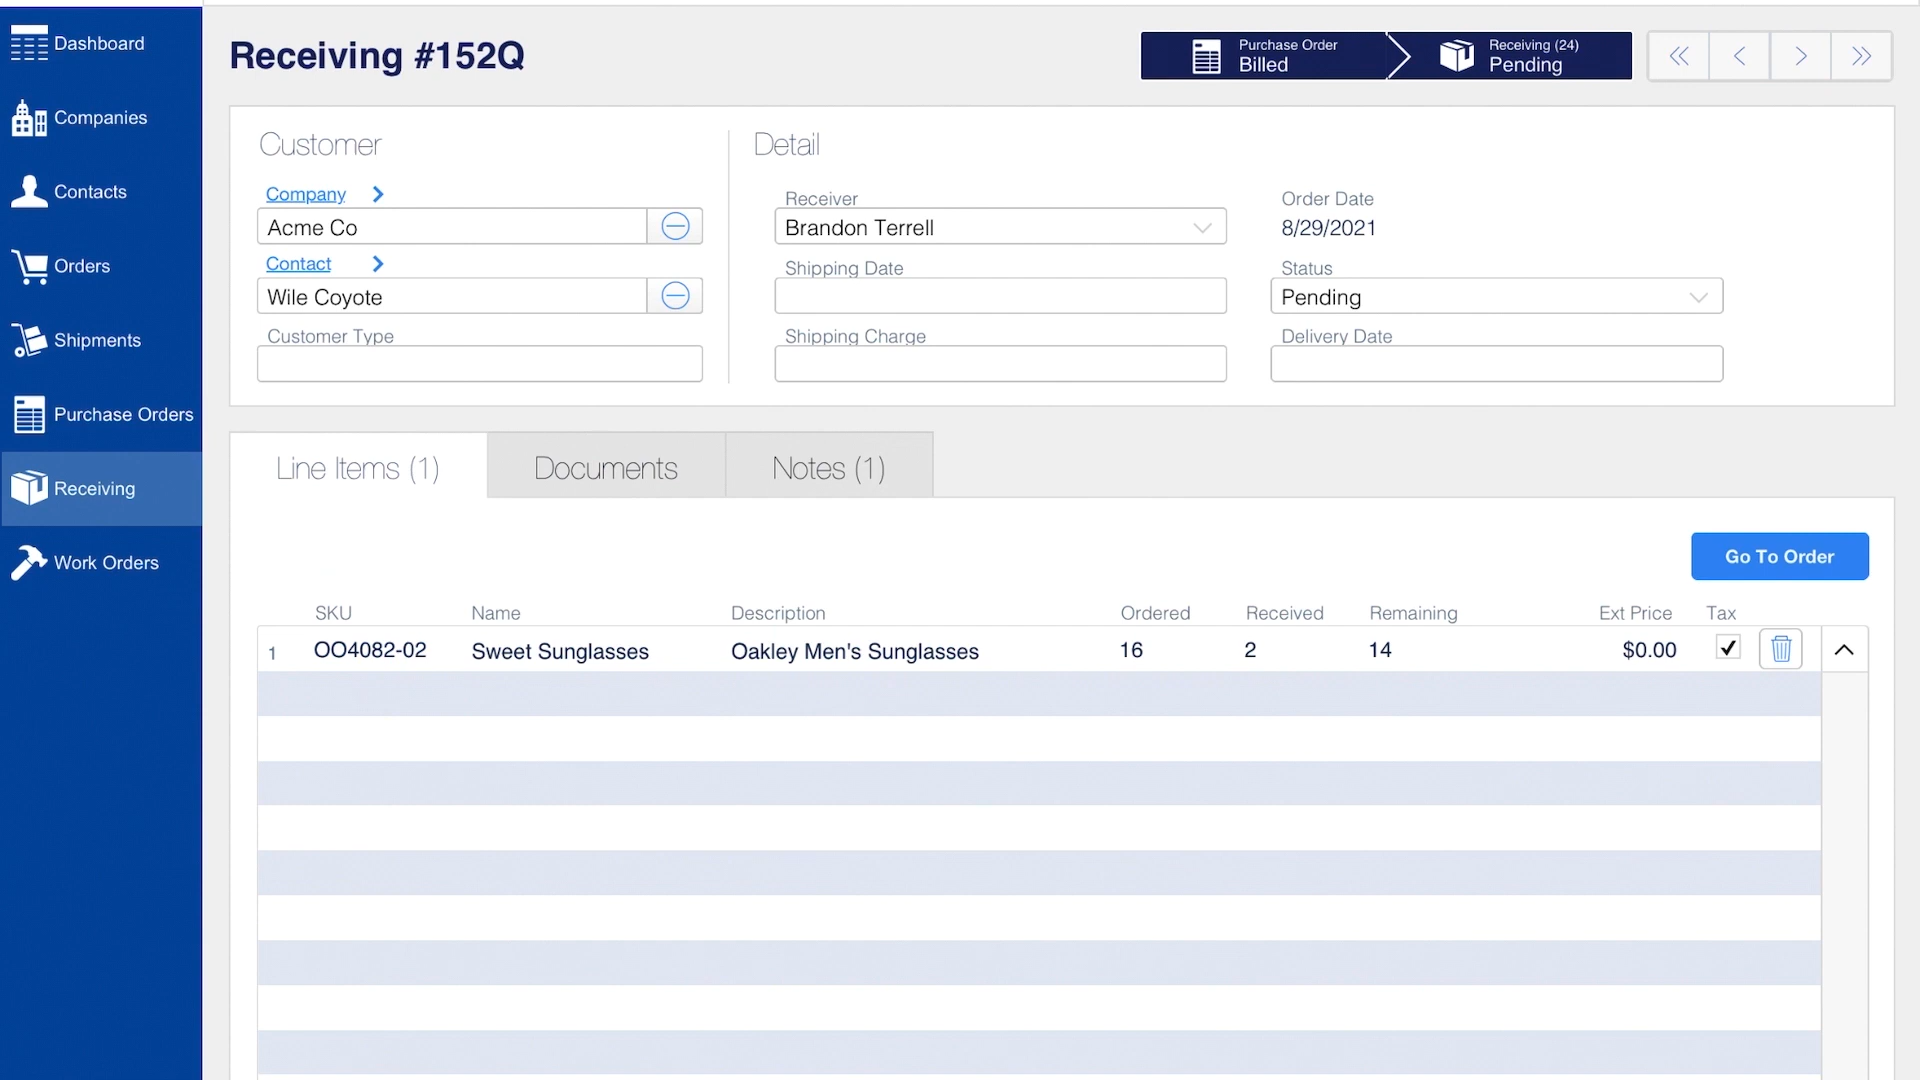 Dashboard
Companies
Contacts
Orders
Shipments
Purchase Orders
Receiving
Work Orders
Receiving #152Q
Purchase Order
Billed
Receiving (24)
Pending
Customer
Company
Acme Co
Contact
Wile Coyote
Customer Type
Detail
Receiver
Brandon Terrell
Shipping Date
Shipping Charge
Order Date
8/29/2021
Status
Pending
Delivery Date
Line Items (1)
Documents
Notes (1)
Go To Order
SKU Name Description Ordered Received Remaining Ext Price Tax
1 OO4082-02 Sweet Sunglasses Oakley Men's Sunglasses 16 2 14 $0.00